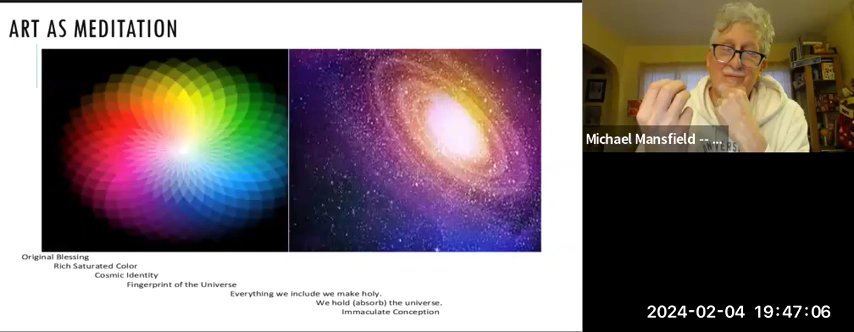 ART AS MEDITATION
Original Blessing
Rich Saturated Color
Cosmic Identity
Fingerprint of the Universe
Everything we include we make holy.
We hold (absorb) the universe.
Immaculate Conception
Michael Mansfield -- ...
2024-02-04 19:47:06